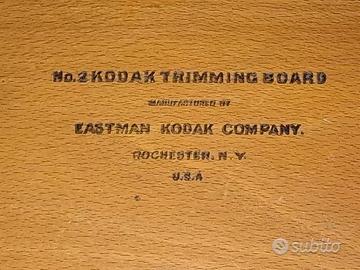 No. 2 KODAK TRIMMING BOARD
MANUFACTURED BY
EASTMAN KODAK COMPANY.
ROCHESTER, N. Y.
U.S.A
subito